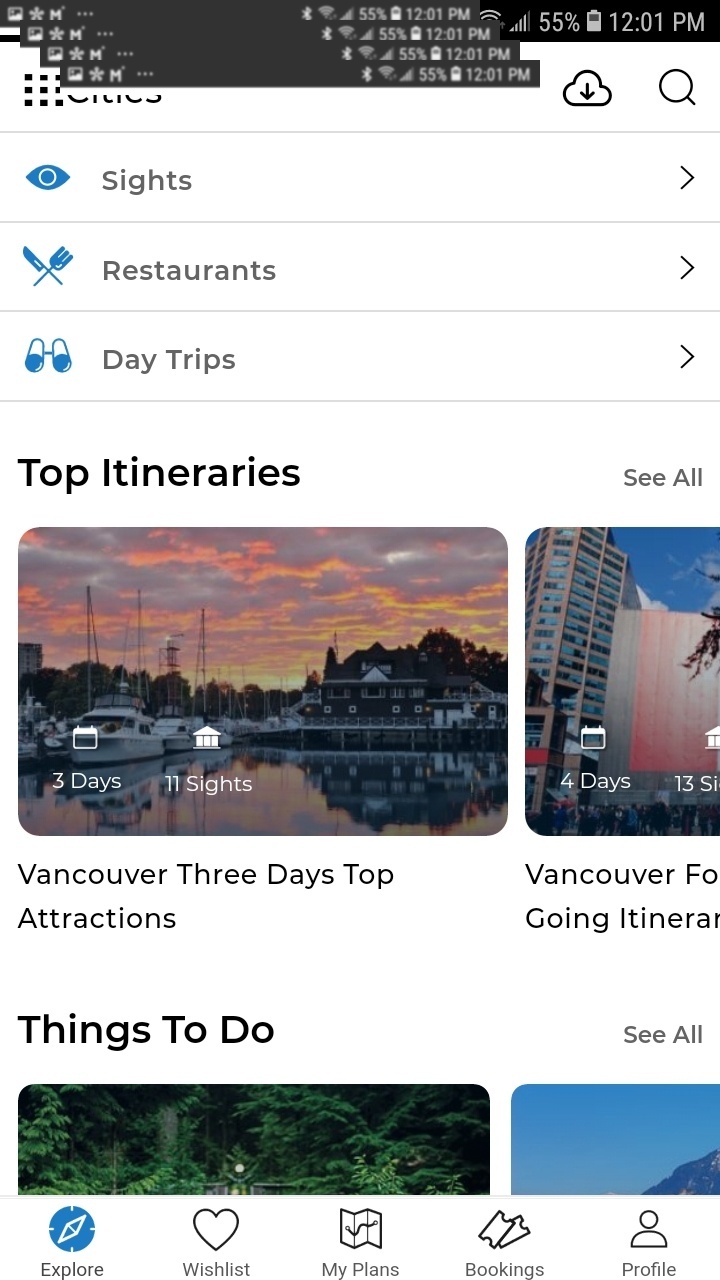 55% 12:01 PM
55% 12:01 PM
55% 12:01 PM
55% 12:01 PM
55% 12:01 PM
Cities
Sights
Restaurants
Day Trips
Top Itineraries
See All
3 Days
11 Sights
4 Days
13 Si
Vancouver Three Days Top
Attractions
Vancouver Fo
Going Itinerar
Things To Do
See All
Explore
Wishlist
My Plans
Bookings
Profile